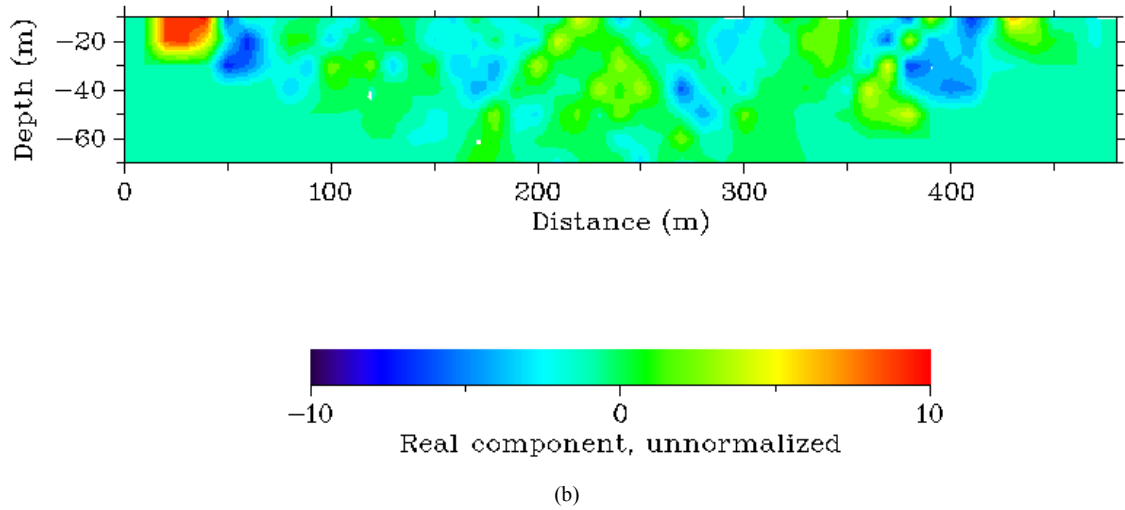 Depth (m)
−20
−40
−60
0 100 200 300 400
Distance (m)
−10 0 10
Real component, unnormalized
(b)